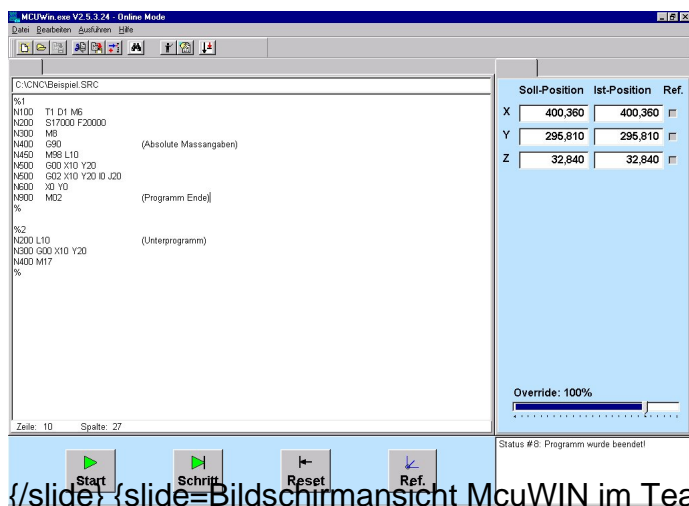 MCUWin.exe V2.5.3.24 - Online Mode
Datei Bearbeiten Ausführen Hilfe
C:\CNC\Beispiel.SRC
%1
N100 T1 D1 M6
N200 S17000 F20000
N300 M8
N400 G90 (Absolute Massangaben)
N450 M98 L10
N500 G00 X10 Y20
N500 G02 X10 Y20 I0 J20
N600 X0 Y0
N900 M02 (Programm Ende)
%
%2
N200 L10 (Unterprogramm)
N300 G00 X10 Y20
N400 M17
%
Zeile: 10 Spalte: 27
Soll-Position Ist-Position Ref.
X 400,360 400,360
Y 295,810 295,810
Z 32,840 32,840
Override: 100%
Status #8: Programm wurde beendet!
Start Schritt Reset Ref.
{/slide} {slide=Bildschirmansicht McuWIN im Tea